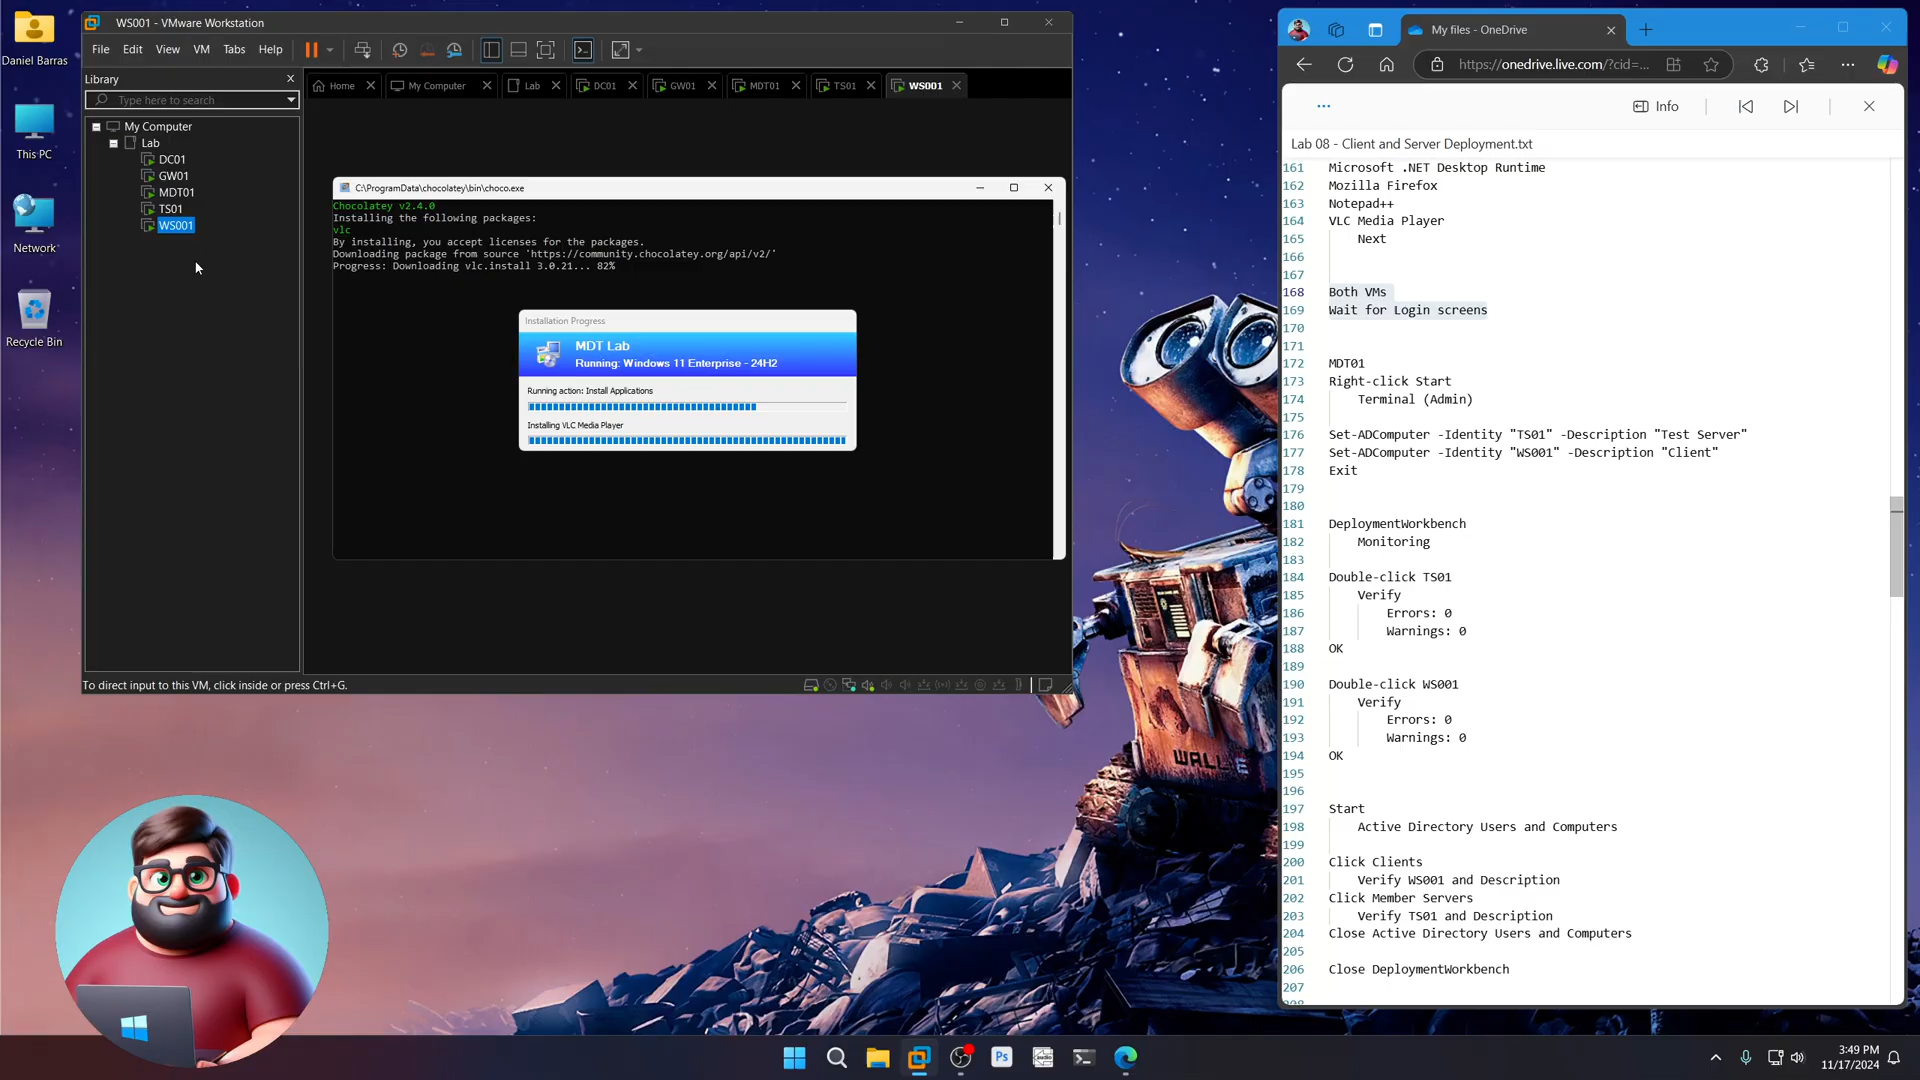 Daniel Barras
This PC
Network
Recycle Bin
WS001 - VMware Workstation
File Edit View VM Tabs Help
Library
Type here to search
My Computer
Lab
DC01
GW01
MDT01
TS01
WS001
Home
My Computer
Lab
DC01
GW01
MDT01
TS01
WS001
C:\ProgramData\chocolatey\bin\choco.exe
Chocolatey v2.4.0
Installing the following packages:
vlc
By installing, you accept licenses for the packages.
Downloading package from source 'https://community.chocolatey.org/api/v2/'
Progress: Downloading vlc.install 3.0.21... 82%
Installation Progress
MDT Lab
Running: Windows 11 Enterprise - 24H2
Running action: Install Applications
Installing VLC Media Player
To direct input to this VM, click inside or press Ctrl+G.
WALL·E
My files - OneDrive
https://onedrive.live.com/?cid=...
Info
Lab 08 - Client and Server Deployment.txt
161 Microsoft .NET Desktop Runtime
162 Mozilla Firefox
163 Notepad++
164 VLC Media Player
165 Next
166
167
168 Both VMs
169 Wait for Login screens
170
171
172 MDT01
173 Right-click Start
174 Terminal (Admin)
175
176 Set-ADComputer -Identity "TS01" -Description "Test Server"
177 Set-ADComputer -Identity "WS001" -Description "Client"
178 Exit
179
180
181 DeploymentWorkbench
182 Monitoring
183
184 Double-click TS01
185 Verify
186 Errors: 0
187 Warnings: 0
188 OK
189
190 Double-click WS001
191 Verify
192 Errors: 0
193 Warnings: 0
194 OK
195
196
197 Start
198 Active Directory Users and Computers
199
200 Click Clients
201 Verify WS001 and Description
202 Click Member Servers
203 Verify TS01 and Description
204 Close Active Directory Users and Computers
205
206 Close DeploymentWorkbench
207
208
Ps
3:49 PM
11/17/2024